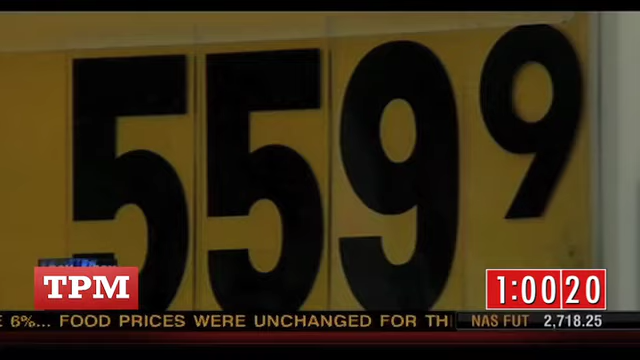 5599
TPM
1:00 20
E 6%... FOOD PRICES WERE UNCHANGED FOR TH
NAS FUT 2,718.25